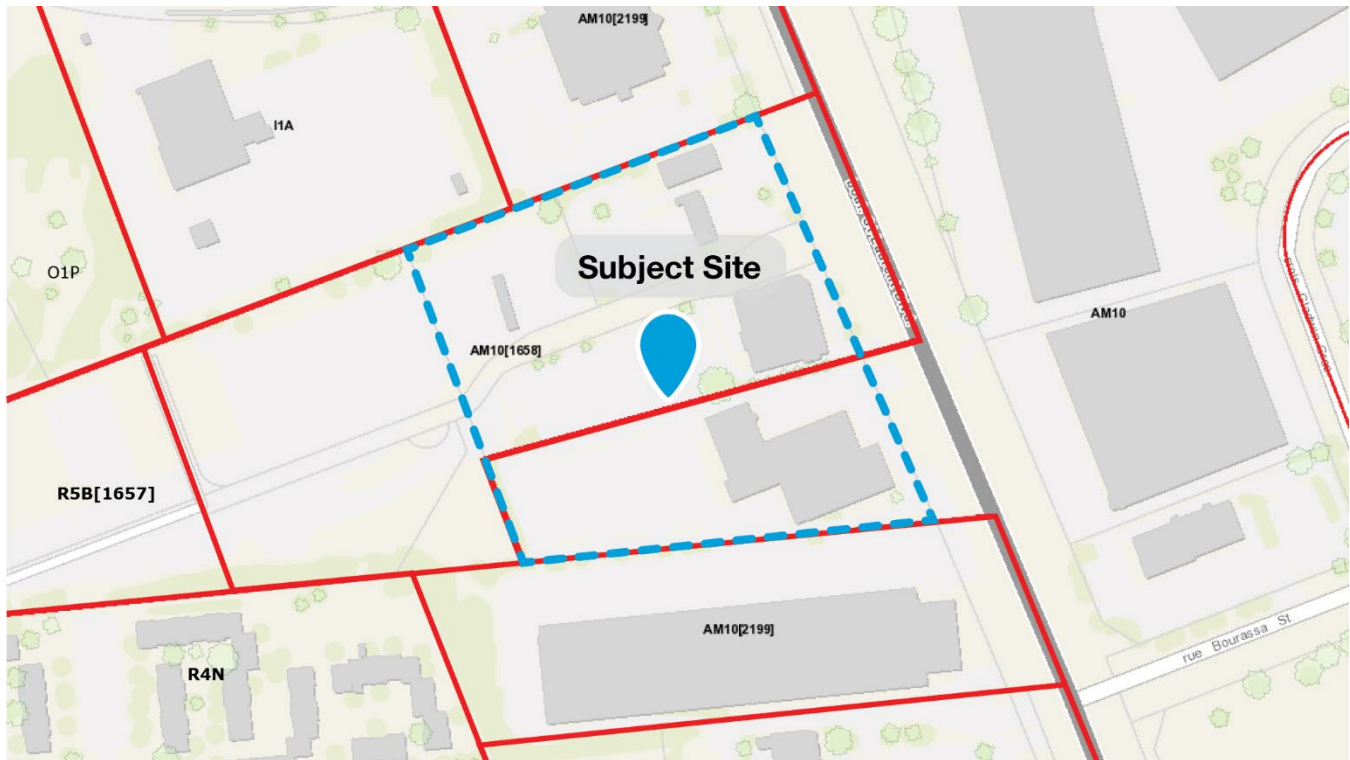 AM10[2199]
I1A
Subject Site
O1P
AM10
AM10[1658]
R5B[1657]
AM10[2199]
rue Bourassa St
R4N